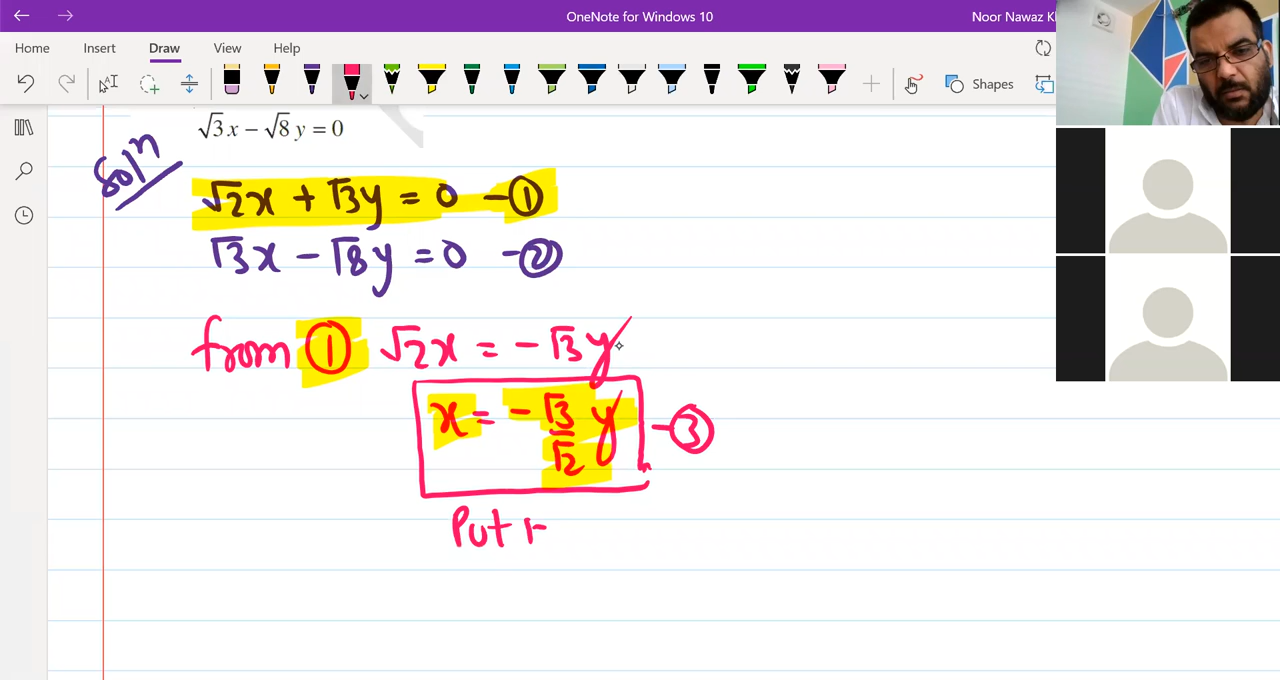 OneNote for Windows 10
Noor Nawaz Kh
Home Insert Draw View Help
Shapes
√3 x − √8 y = 0
Soln
√2x + √3y = 0 −①
√3x − √8y = 0 −②
from ① √2x = −√3y
x = −√3/√2 y −③
Put